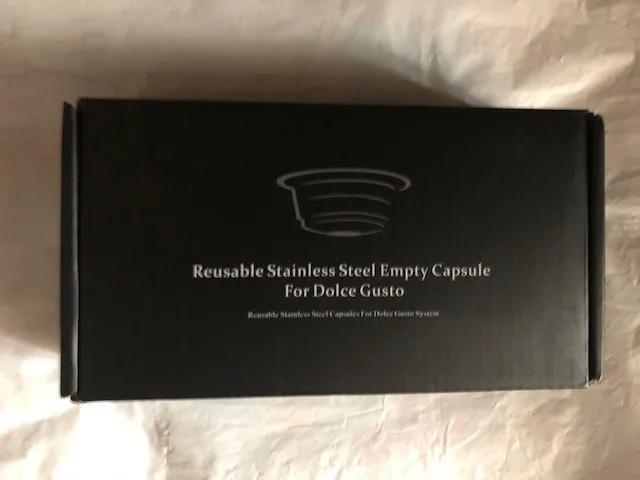 Reusable Stainless Steel Empty Capsule
For Dolce Gusto
Reusable Stainless Steel Capsules For Dolce Gusto System